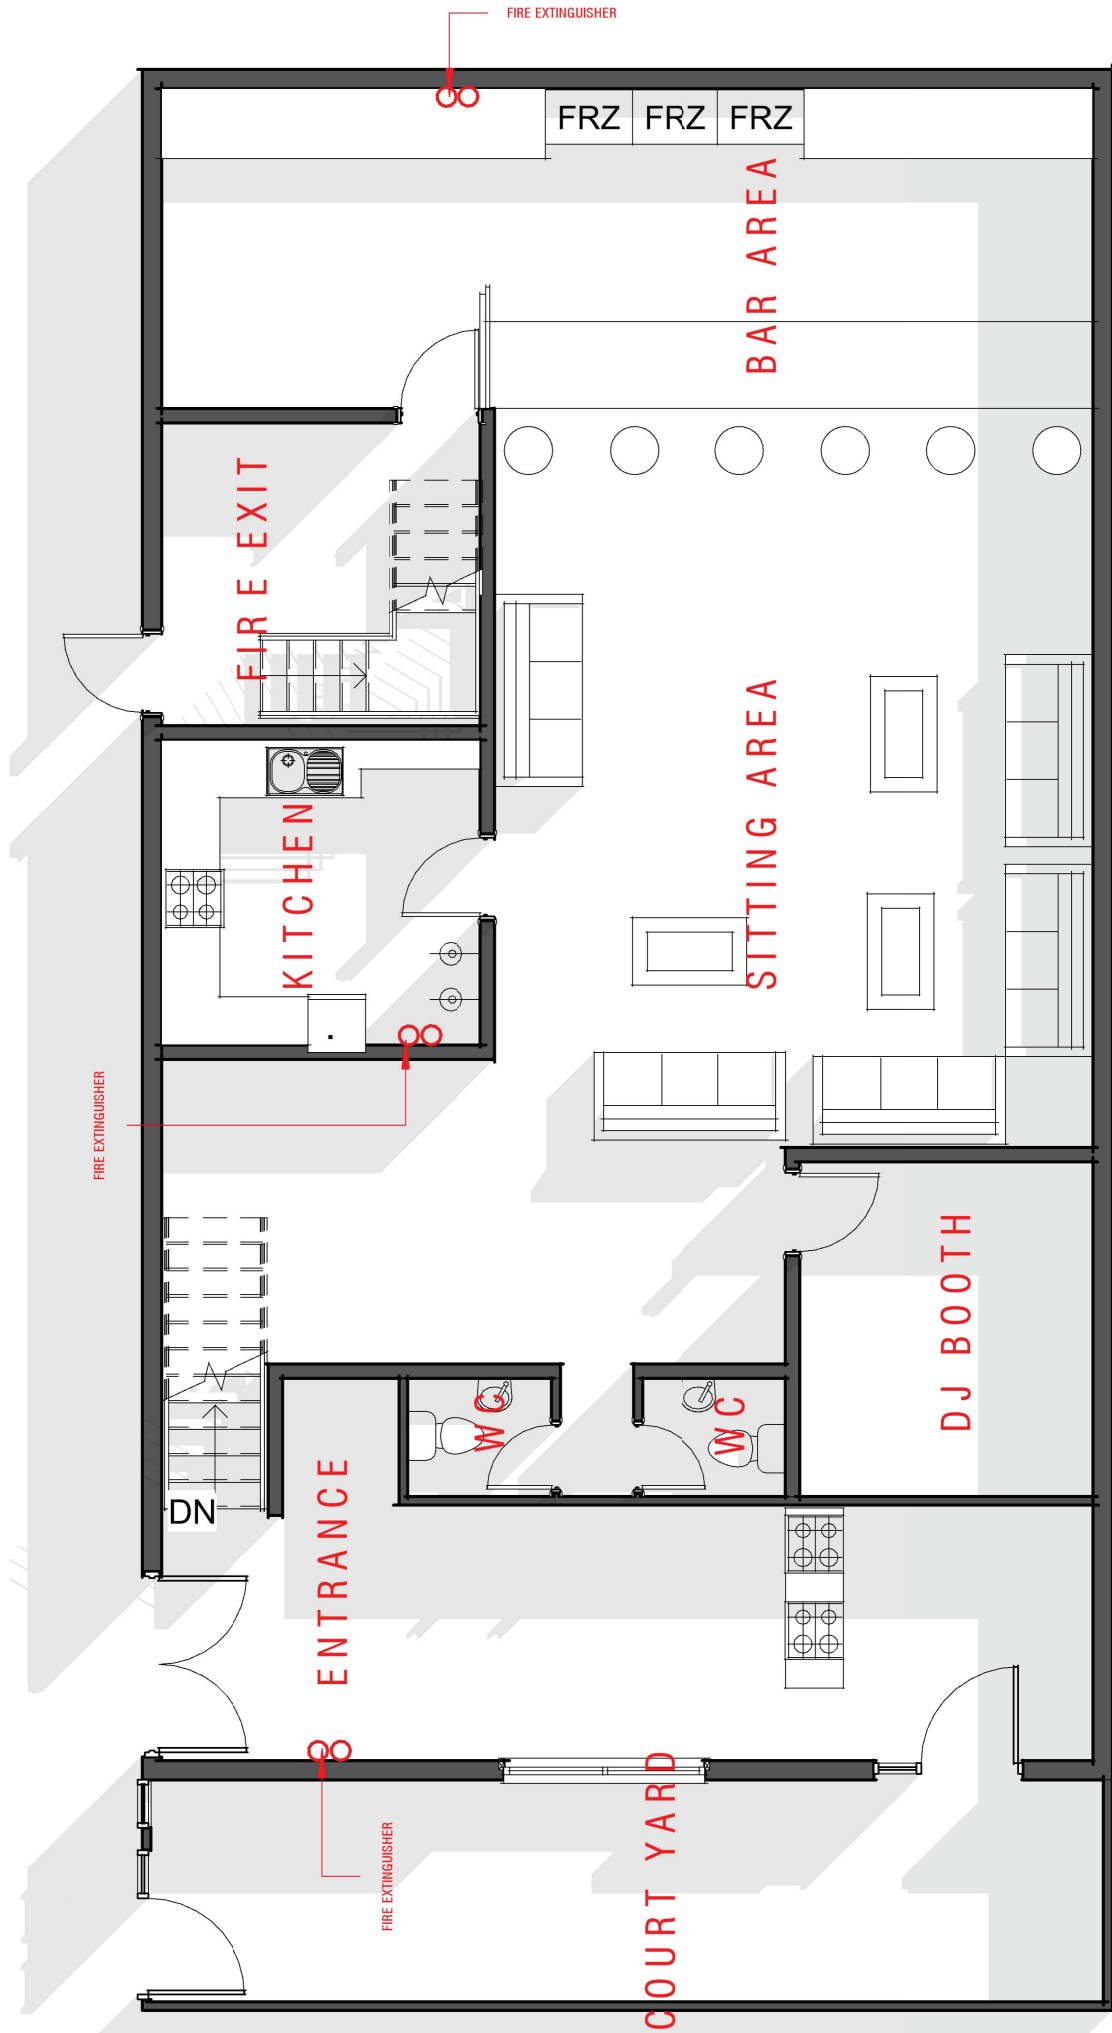 FIRE EXTINGUISHER
FRZ FRZ FRZ
BAR AREA
FIRE EXIT
SITTING AREA
KITCHEN
FIRE EXTINGUISHER
DJ BOOTH
WC
WC
DN
ENTRANCE
COURT YARD
FIRE EXTINGUISHER